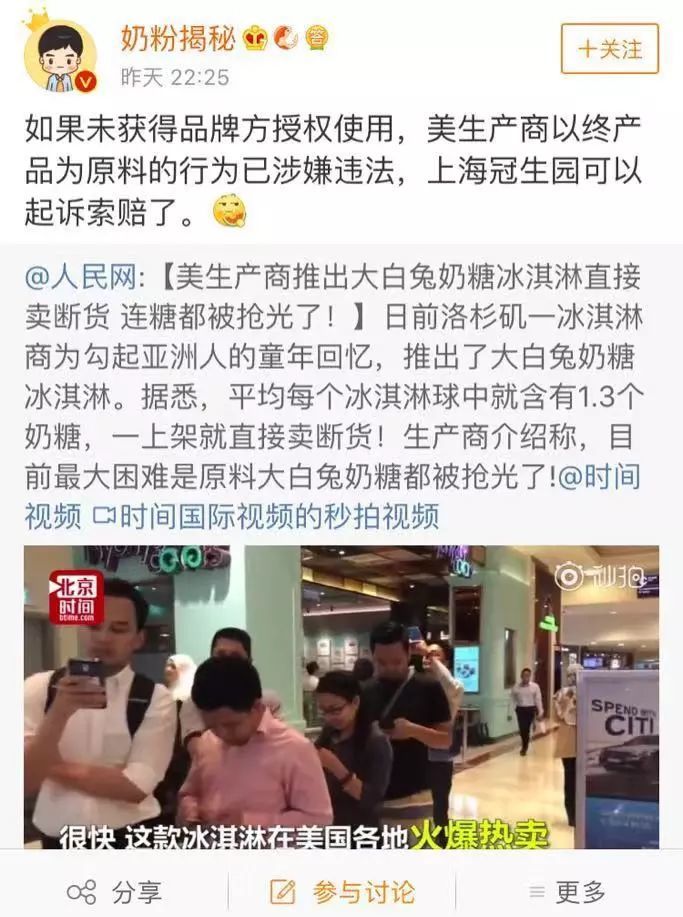 奶粉揭秘
答
昨天 22:25
＋关注
如果未获得品牌方授权使用，美生产商以终产
品为原料的行为已涉嫌违法，上海冠生园可以
起诉索赔了。
@人民网:【美生产商推出大白兔奶糖冰淇淋直接
卖断货 连糖都被抢光了！】日前洛杉矶一冰淇淋
商为勾起亚洲人的童年回忆，推出了大白兔奶糖
冰淇淋。据悉，平均每个冰淇淋球中就含有1.3个
奶糖，一上架就直接卖断货！生产商介绍称，目
前最大困难是原料大白兔奶糖都被抢光了!@时间
视频 时间国际视频的秒拍视频
北京
时间
btime.com
秒拍
SPEND WITH
CITI
很快 这款冰淇淋在美国各地火爆热卖
分享
参与讨论
更多